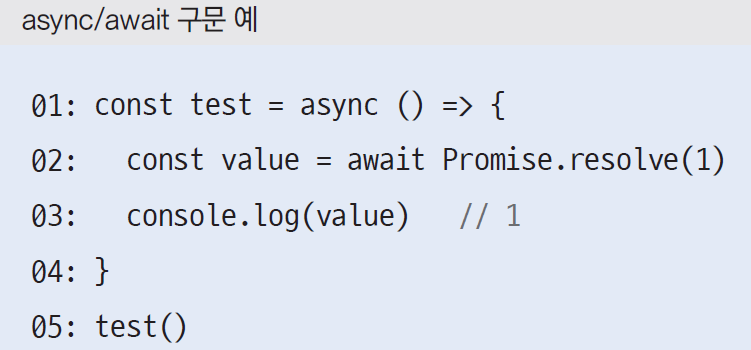 async/await 구문 예
01: const test = async () => {
02:   const value = await Promise.resolve(1)
03:   console.log(value)   // 1
04: }
05: test()